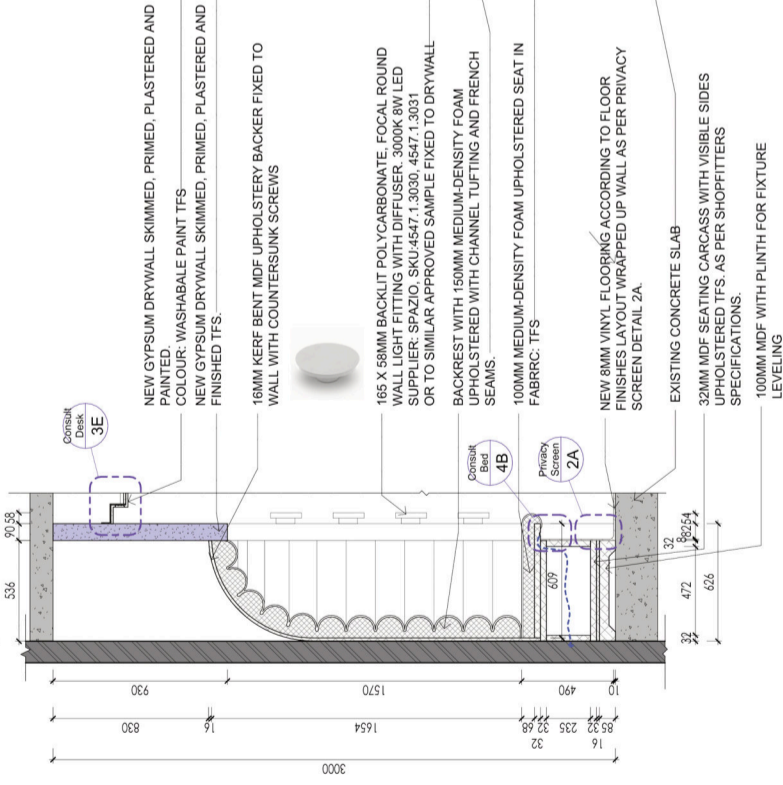 NEW GYPSUM DRYWALL SKIMMED, PRIMED, PLASTERED AND
PAINTED.
COLOUR: WASHABALE PAINT TFS
NEW GYPSUM DRYWALL SKIMMED, PRIMED, PLASTERED AND
FINISHED TFS.
16MM KERF BENT MDF UPHOLSTERY BACKER FIXED TO
WALL WITH COUNTERSUNK SCREWS
165 X 58MM BACKLIT POLYCARBONATE, FOCAL ROUND
WALL LIGHT FITTING WITH DIFFUSER. 3000K 8W LED
SUPPLIER: SPAZIO, SKU:4547.1.3030, 4547.1.3031
OR TO SIMILAR APPROVED SAMPLE FIXED TO DRYWALL
BACKREST WITH 150MM MEDIUM-DENSITY FOAM
UPHOLSTERED WITH CHANNEL TUFTING AND FRENCH
SEAMS.
100MM MEDIUM-DENSITY FOAM UPHOLSTERED SEAT IN
FABRRC: TFS
NEW 8MM VINYL FLOORING ACCORDING TO FLOOR
FINISHES LAYOUT WRAPPED UP WALL AS PER PRIVACY
SCREEN DETAIL 2A.
EXISTING CONCRETE SLAB
32MM MDF SEATING CARCASS WITH VISIBLE SIDES
UPHOLSTERED TFS. AS PER SHOPFITTERS
SPECIFICATIONS.
100MM MDF WITH PLINTH FOR FIXTURE
LEVELING
Consult
Desk
3E
Consult
Bed
4B
Privacy
Screen
2A
536
90
58
609
32
472
32
626
930
1570
490
10
830
16
1654
68
32
32
235
32
16
85
3000